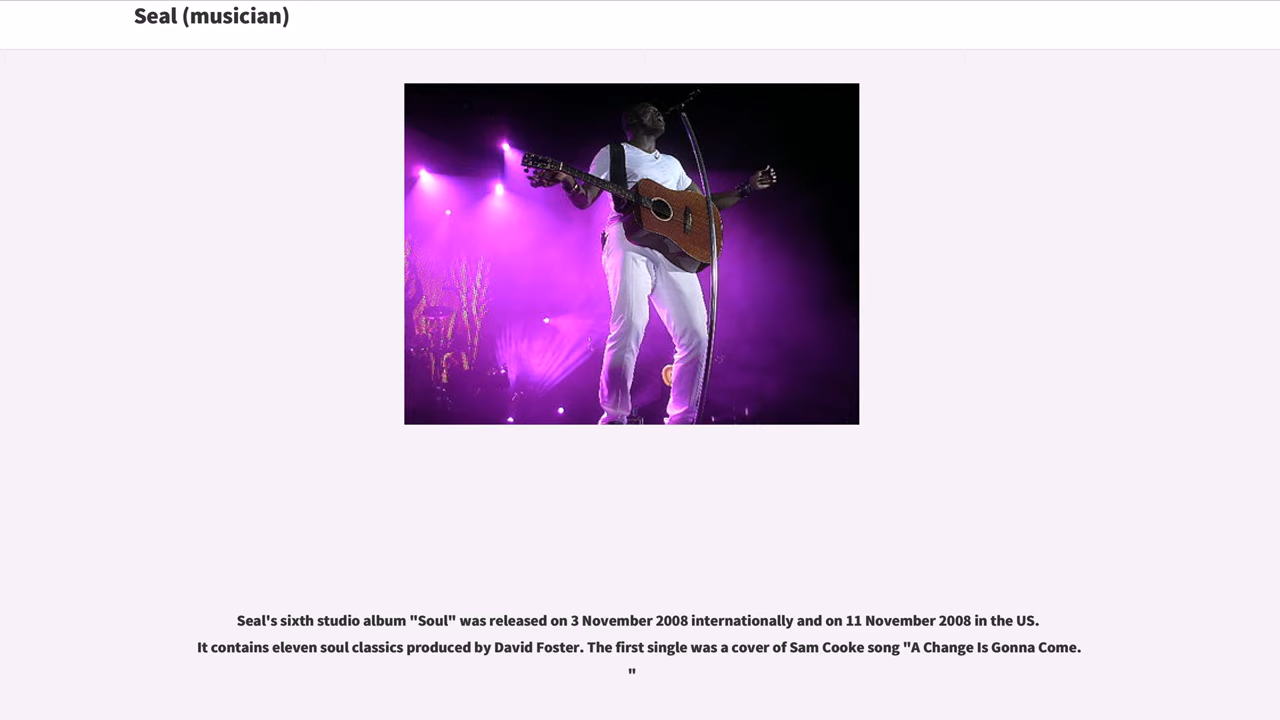 Seal (musician)
Seal's sixth studio album "Soul" was released on 3 November 2008 internationally and on 11 November 2008 in the US.
It contains eleven soul classics produced by David Foster. The first single was a cover of Sam Cooke song "A Change Is Gonna Come.
"